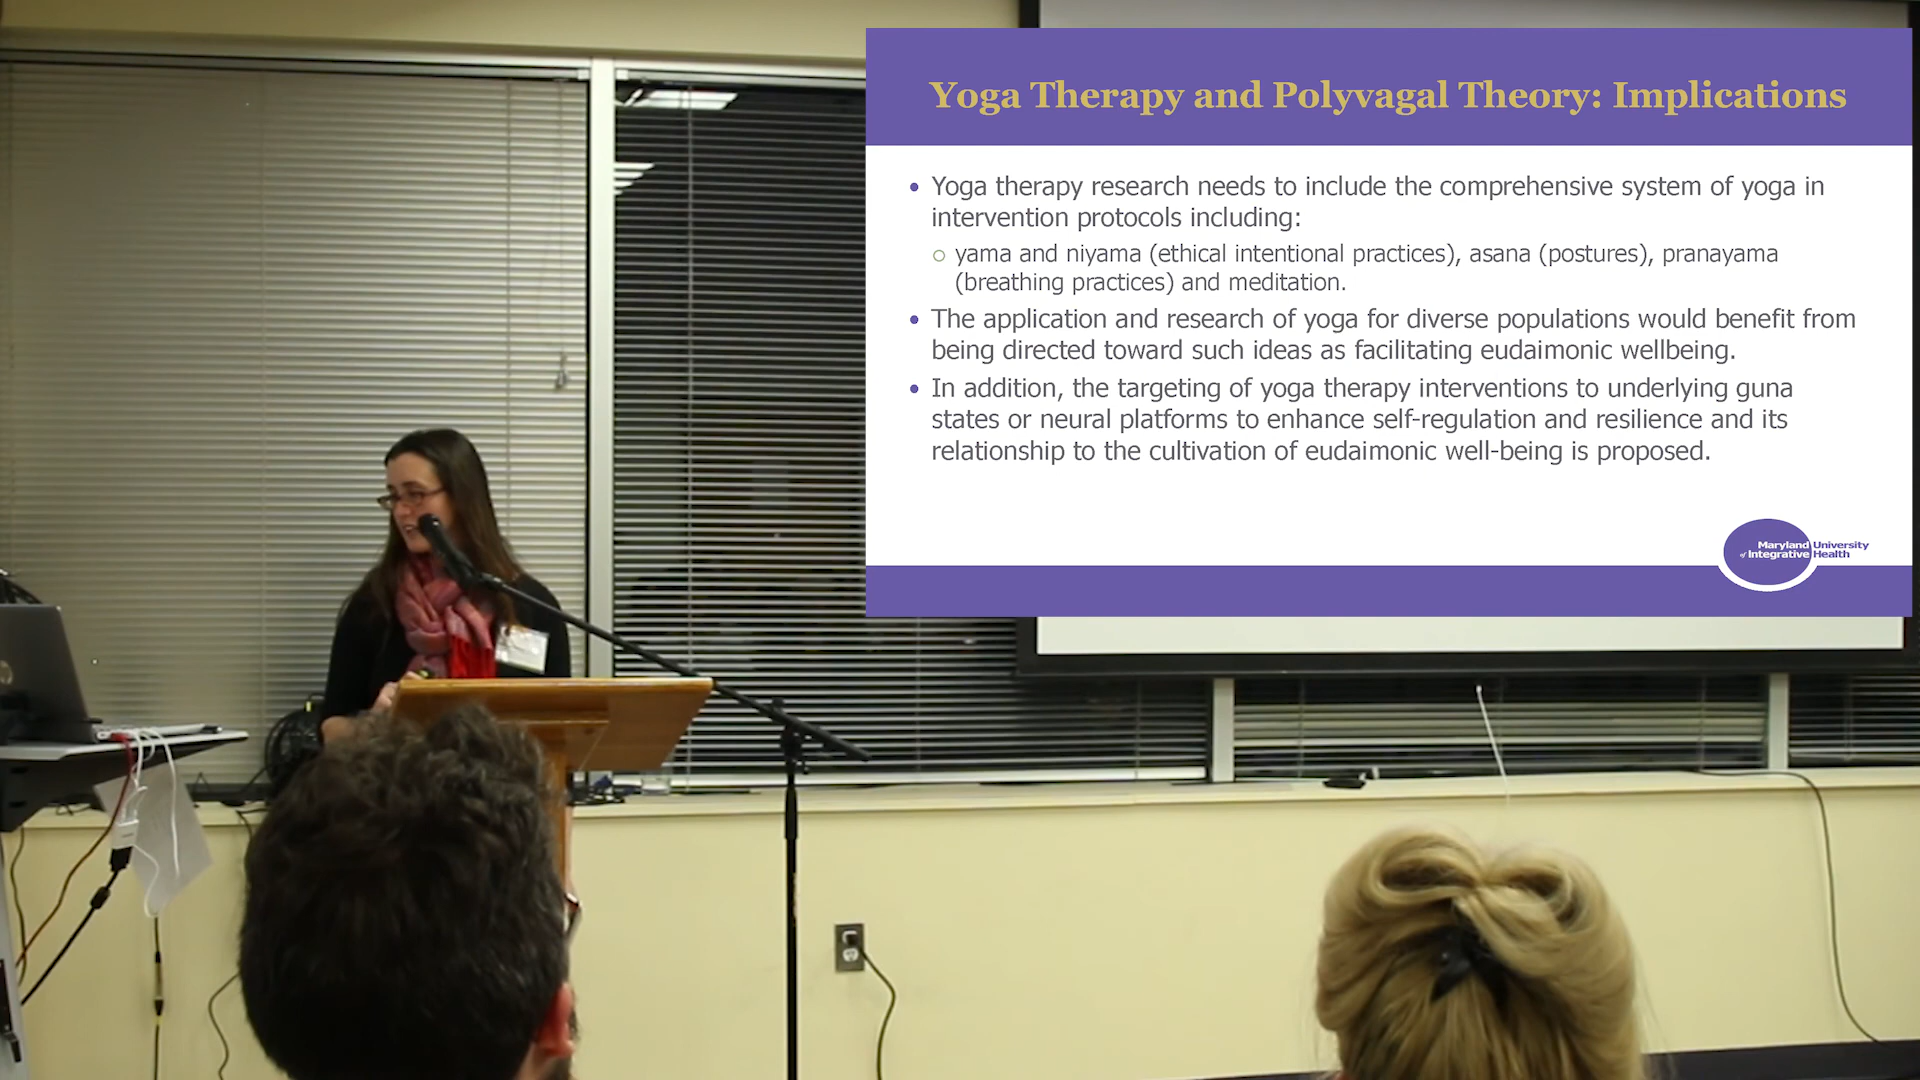 Yoga Therapy and Polyvagal Theory: Implications
• Yoga therapy research needs to include the comprehensive system of yoga in
intervention protocols including:
○ yama and niyama (ethical intentional practices), asana (postures), pranayama
(breathing practices) and meditation.
• The application and research of yoga for diverse populations would benefit from
being directed toward such ideas as facilitating eudaimonic wellbeing.
• In addition, the targeting of yoga therapy interventions to underlying guna
states or neural platforms to enhance self-regulation and resilience and its
relationship to the cultivation of eudaimonic well-being is proposed.
Maryland University
of Integrative Health